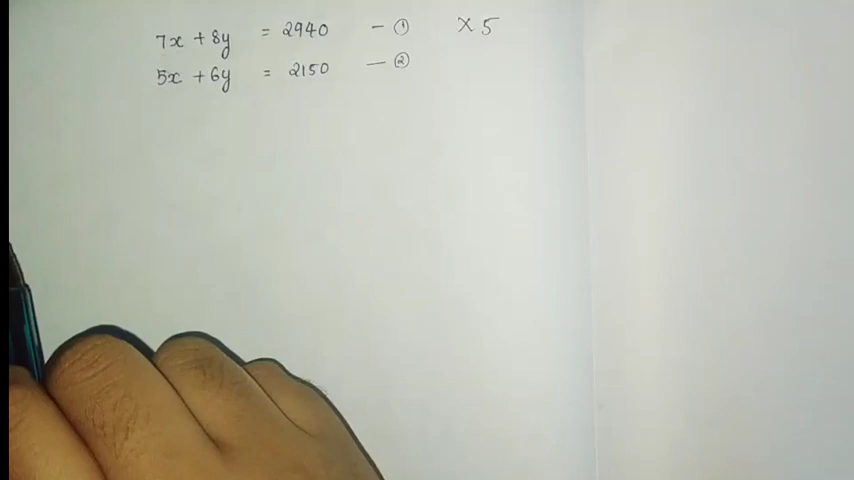 7x + 8y = 2940 — ① × 5
5x + 6y = 2150 — ②